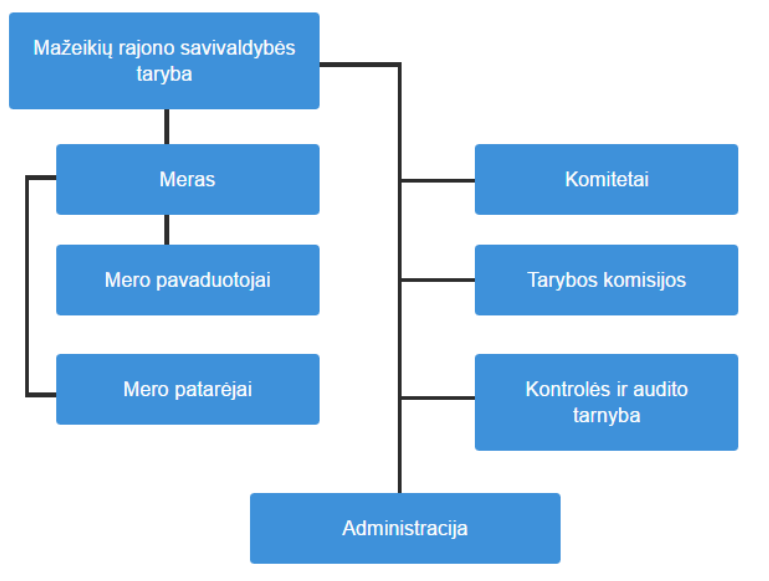 Mažeikių rajono savivaldybės
taryba
Meras
Komitetai
Mero pavaduotojai
Tarybos komisijos
Mero patarėjai
Kontrolės ir audito
tarnyba
Administracija